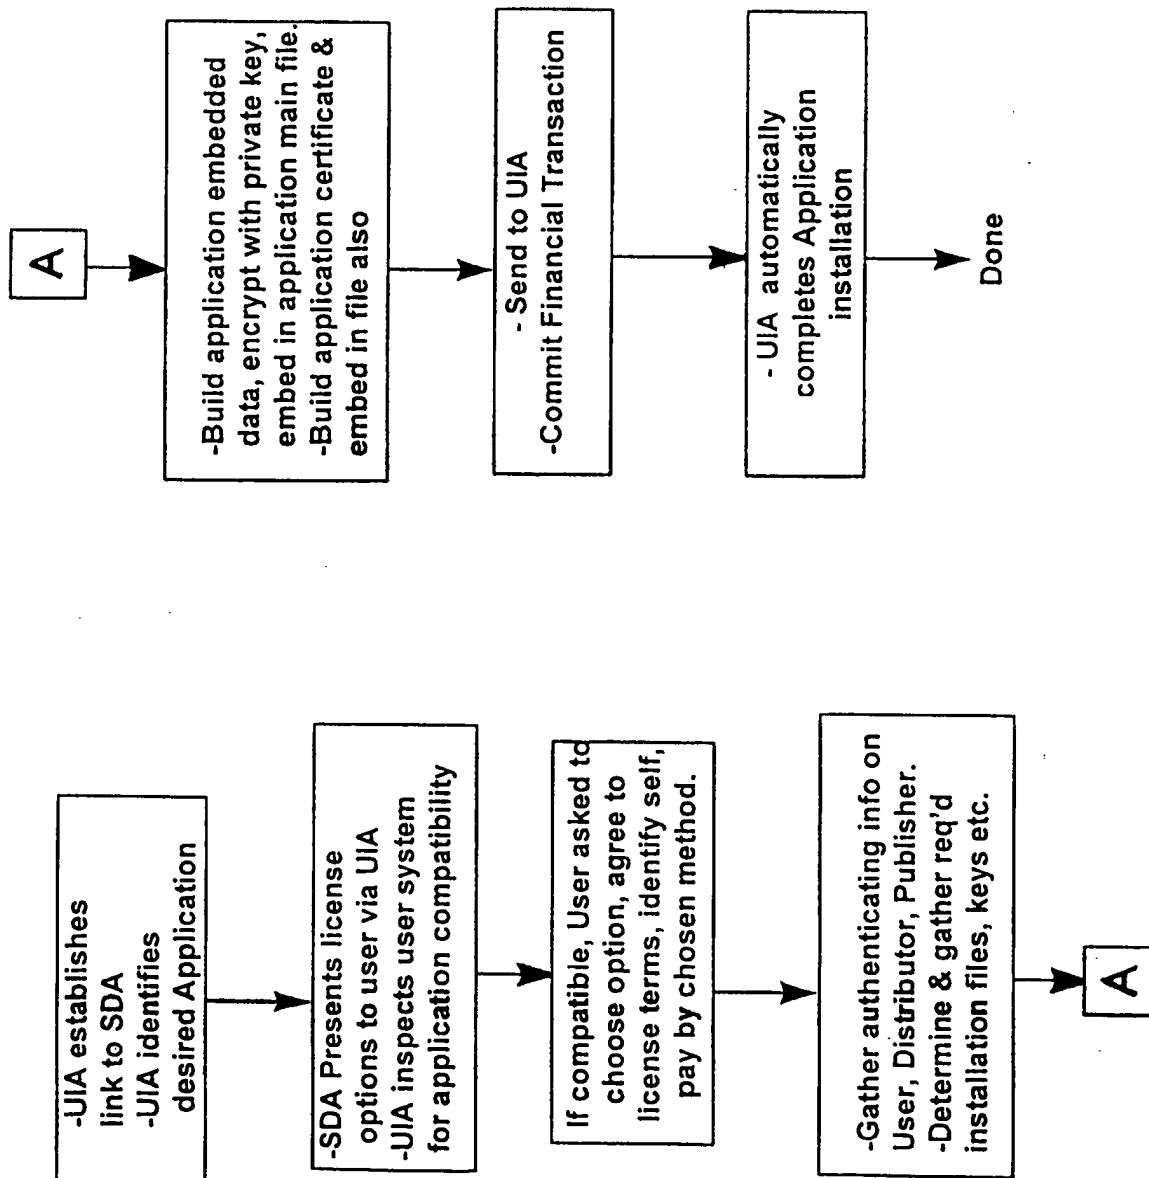 -UIA establishes
link to SDA
-UIA identifies
desired Application
-SDA Presents license
options to user via UIA
-UIA inspects user system
for application compatibility
If compatible, User asked to
choose option, agree to
license terms, identify self,
pay by chosen method.
-Gather authenticating info on
User, Distributor, Publisher.
-Determine & gather req'd
installation files, keys etc.
A
A
-Build application embedded
data, encrypt with private key,
embed in application main file.
-Build application certificate &
embed in file also
- Send to UIA
-Commit Financial Transaction
- UIA automatically
completes Application
installation
Done